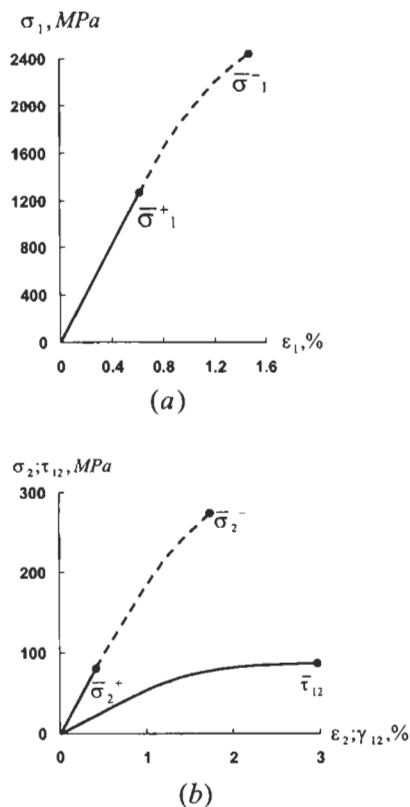 σ₁, MPa
2400
2000
1600
1200
800
400
0
σ̄⁻₁
σ̄⁺₁
0 0.4 0.8 1.2 1.6
ε₁,%
(a)
σ₂;τ₁₂, MPa
300
200
100
0
σ̄₂⁻
σ̄₂⁺
τ̄₁₂
0 1 2 3
ε₂;γ₁₂,%
(b)